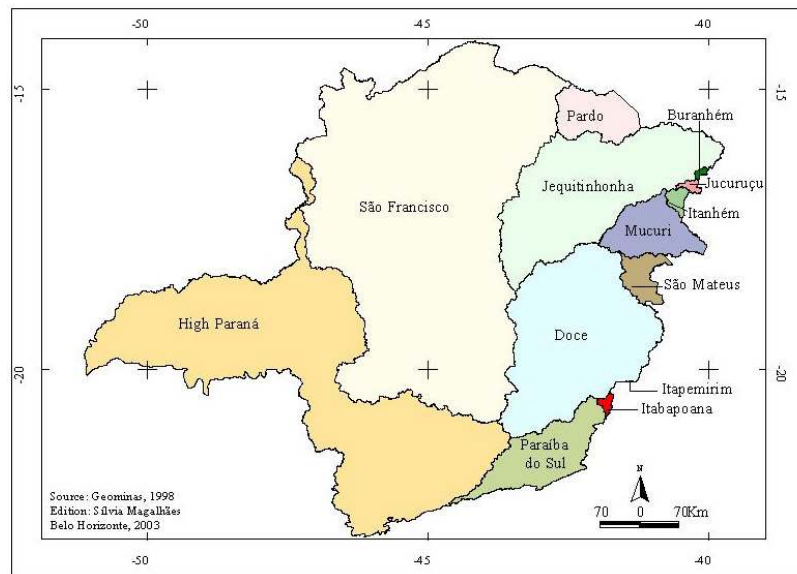 -50
-45
-40
-15
-15
Pardo
Buranhém
Jequitinhonha
Jucuruçu
São Francisco
Itanhém
Mucuri
São Mateus
High Paraná
Doce
-20
-20
Itapemirim
Itabapoana
Paraíba
do Sul
N
Source: Geominas, 1998
Edition: Sílvia Magalhães
Belo Horizonte, 2003
70 0 70Km
-50
-45
-40